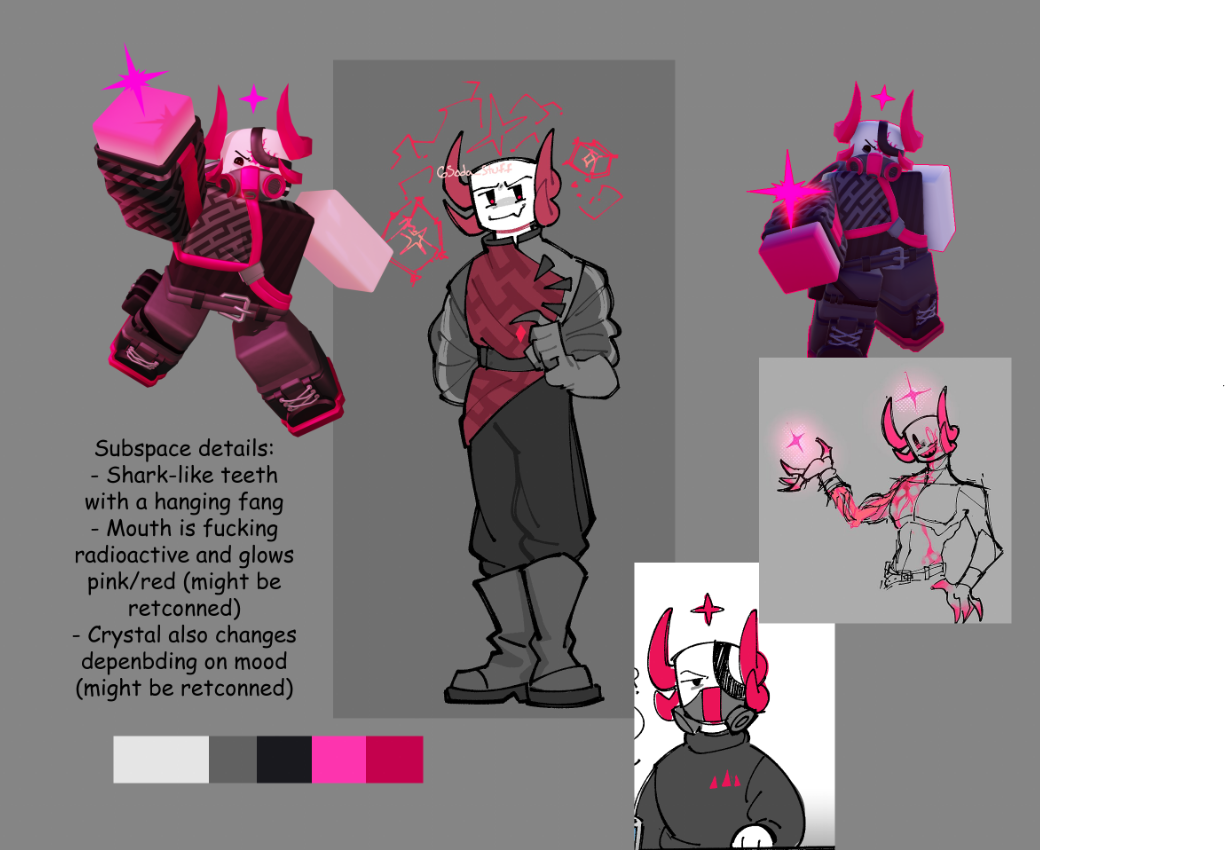 @Soda_Snuff
Subspace details:
- Shark-like teeth
with a hanging fang
- Mouth is fucking
radioactive and glows
pink/red (might be
retconned)
- Crystal also changes
depenbding on mood
(might be retconned)